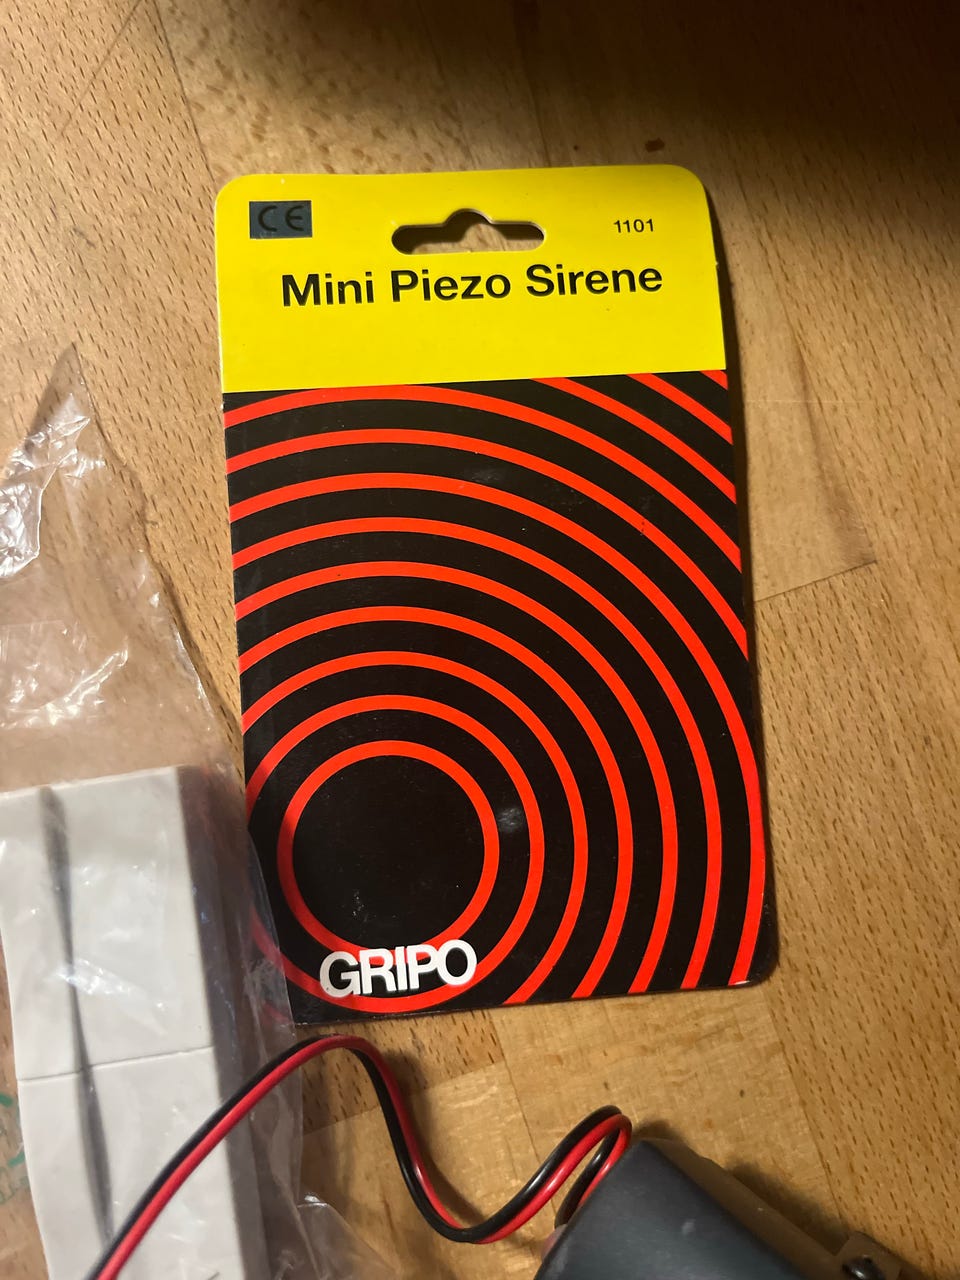 CE
1101
Mini Piezo Sirene
GRIPO